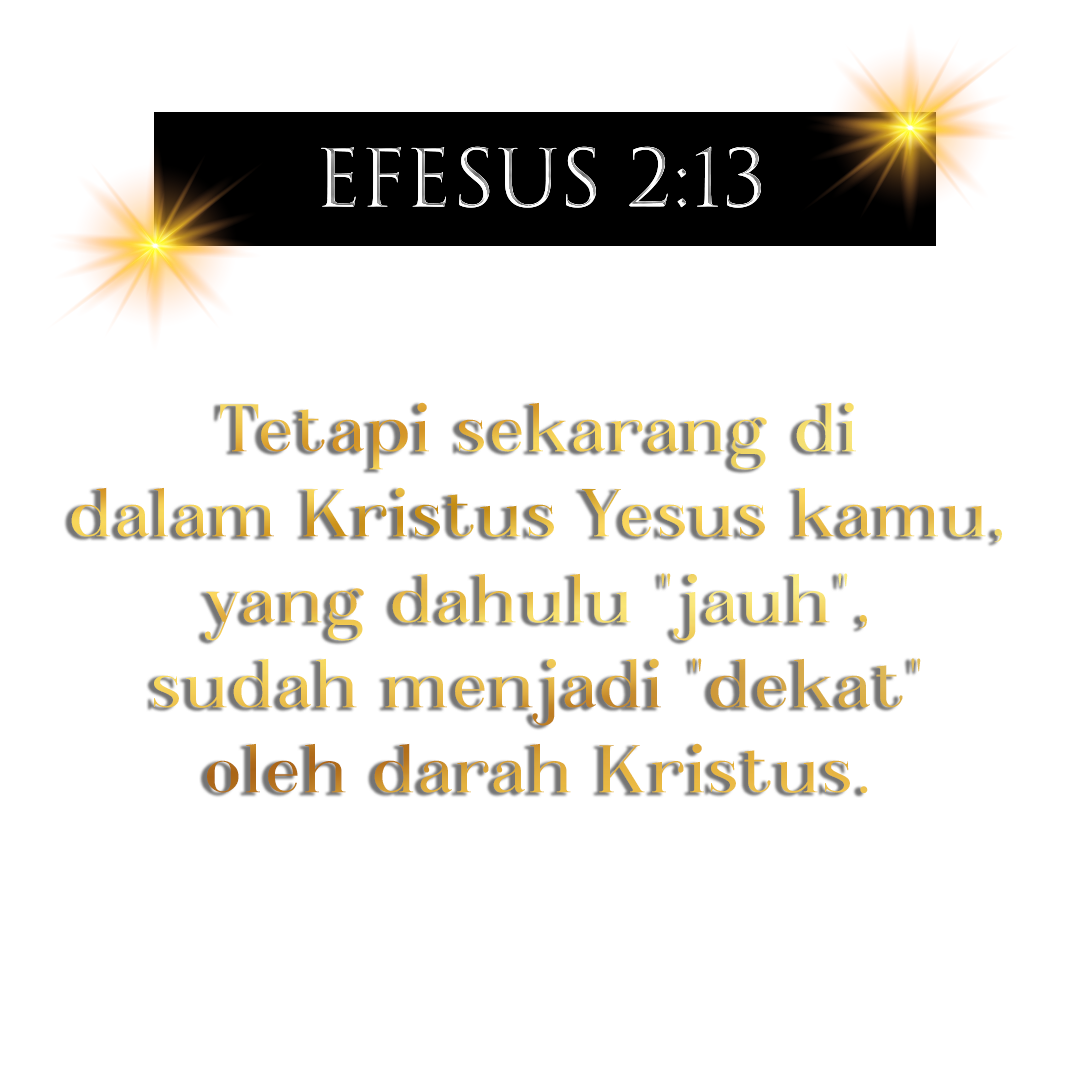 EFESUS 2:13
Tetapi sekarang di
dalam Kristus Yesus kamu,
yang dahulu "jauh",
sudah menjadi "dekat"
oleh darah Kristus.